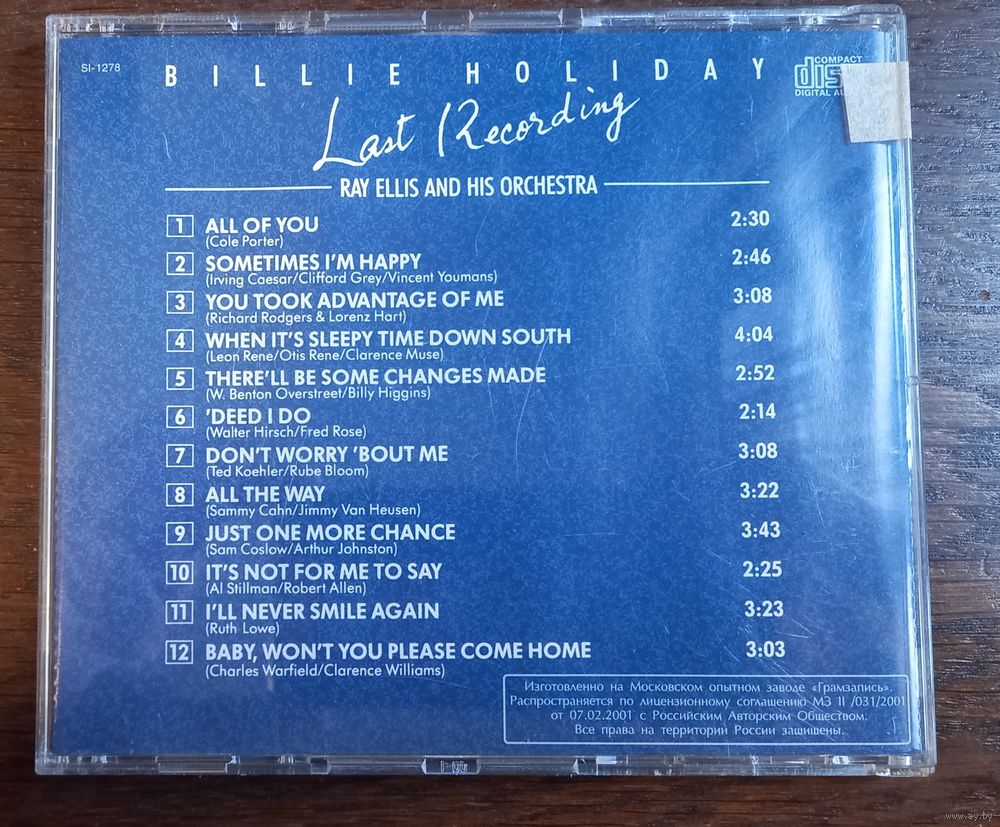 SI-1278
BILLIE HOLIDAY
COMPACT
DIGITAL
Last Recording
RAY ELLIS AND HIS ORCHESTRA
1 ALL OF YOU 2:30
(Cole Porter)
2 SOMETIMES I'M HAPPY 2:46
(Irving Caesar/Clifford Grey/Vincent Youmans)
3 YOU TOOK ADVANTAGE OF ME 3:08
(Richard Rodgers & Lorenz Hart)
4 WHEN IT'S SLEEPY TIME DOWN SOUTH 4:04
(Leon Rene/Otis Rene/Clarence Muse)
5 THERE'LL BE SOME CHANGES MADE 2:52
(W. Benton Overstreet/Billy Higgins)
6 'DEED I DO 2:14
(Walter Hirsch/Fred Rose)
7 DON'T WORRY 'BOUT ME 3:08
(Ted Koehler/Rube Bloom)
8 ALL THE WAY 3:22
(Sammy Cahn/Jimmy Van Heusen)
9 JUST ONE MORE CHANCE 3:43
(Sam Coslow/Arthur Johnston)
10 IT'S NOT FOR ME TO SAY 2:25
(Al Stillman/Robert Allen)
11 I'LL NEVER SMILE AGAIN 3:23
(Ruth Lowe)
12 BABY, WON'T YOU PLEASE COME HOME 3:03
(Charles Warfield/Clarence Williams)
Изготовленно на Московском опытном заводе «Грамзапись».
Распространяется по лицензионному соглашению МЗ II /031/2001
от 07.02.2001 с Российским Авторским Обществом.
Все права на территории России защищены.
www.ay.by